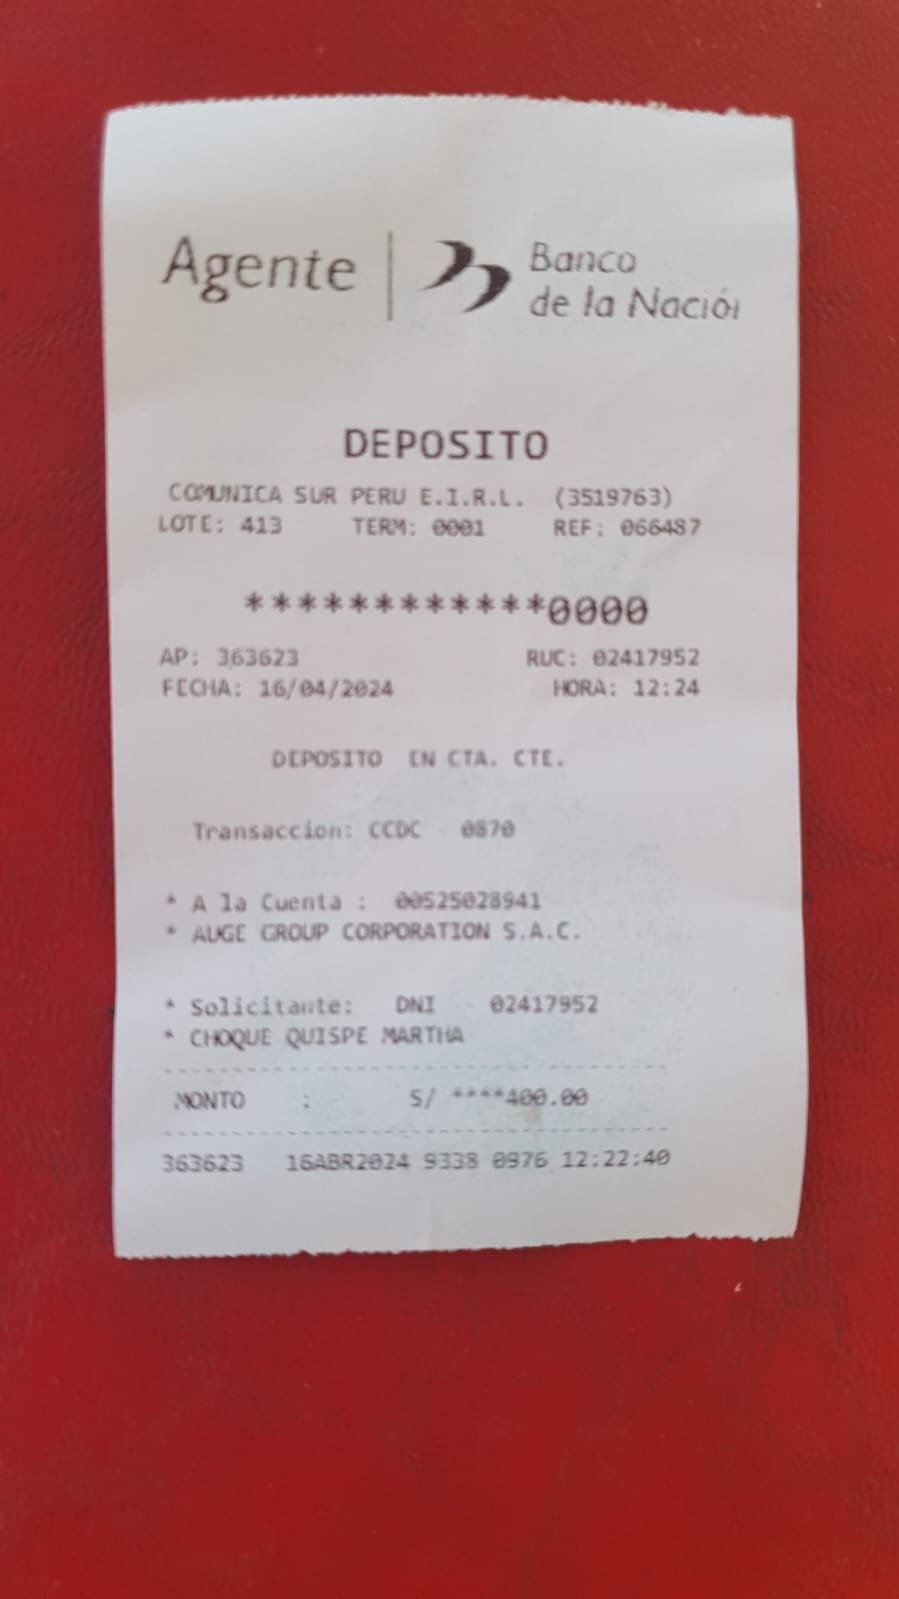 Agente | Banco
de la Nación
DEPOSITO
COMUNICA SUR PERU E.I.R.L. (3519763)
LOTE: 413 TERM: 0001 REF: 066487
************0000
AP: 363623 RUC: 02417952
FECHA: 16/04/2024 HORA: 12:24
DEPOSITO EN CTA. CTE.
Transaccion: CCDC 0870
* A la Cuenta : 00525028941
* AUGE GROUP CORPORATION S.A.C.
* Solicitante: DNI 02417952
* CHOQUE QUISPE MARTHA
MONTO : S/ ****400.00
363623 16ABR2024 9338 0976 12:22:40